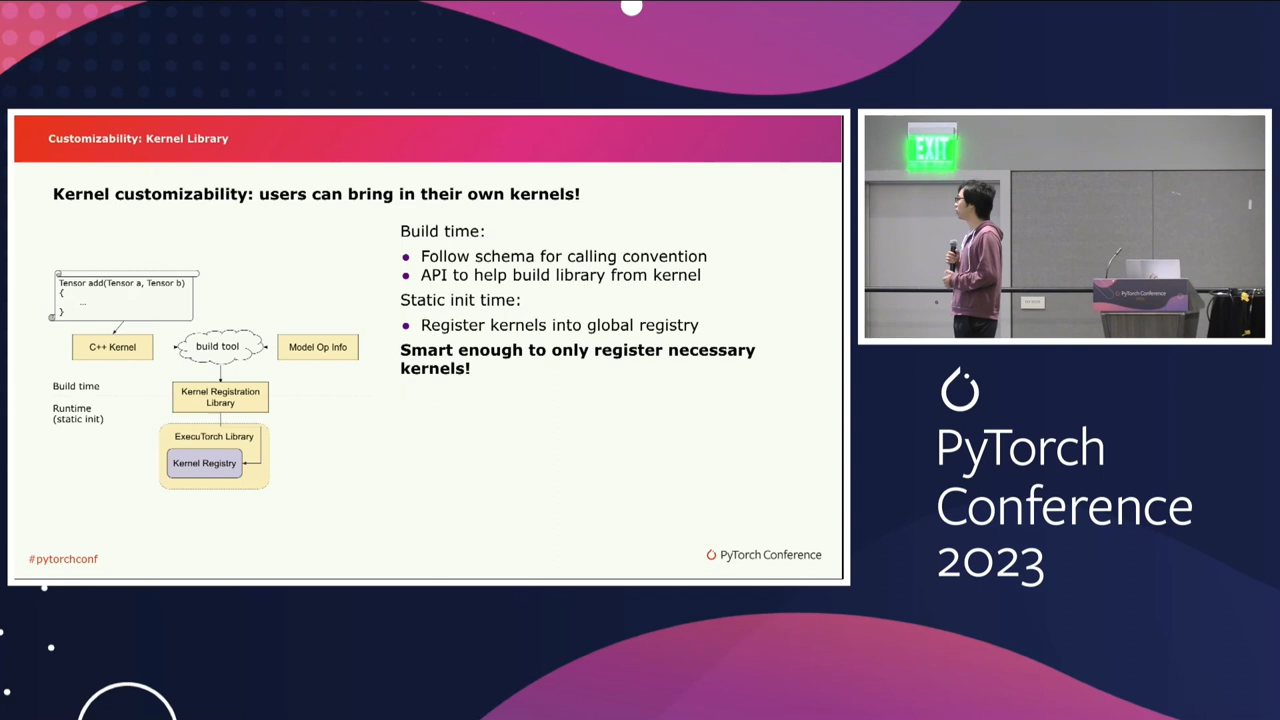 Customizability: Kernel Library
Kernel customizability: users can bring in their own kernels!
Build time:
● Follow schema for calling convention
● API to help build library from kernel
Static init time:
● Register kernels into global registry
Smart enough to only register necessary
kernels!
Tensor add(Tensor a, Tensor b)
{
...
}
C++ Kernel
build tool
Model Op Info
Build time
Kernel Registration
Library
Runtime
(static init)
ExecuTorch Library
Kernel Registry
#pytorchconf
PyTorch Conference
EXIT
PyTorch Conference
PyTorch
Conference
2023